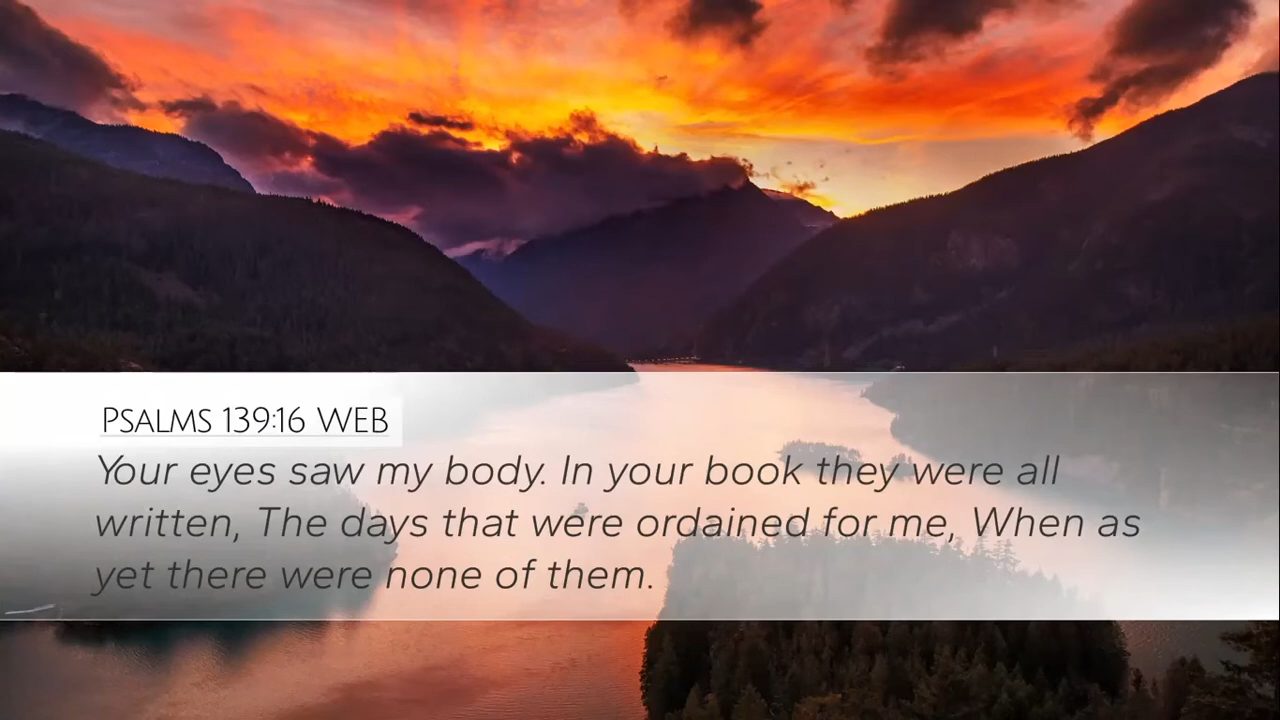 Psalms 139:16 WEB
Your eyes saw my body. In your book they were all
written, The days that were ordained for me, When as
yet there were none of them.